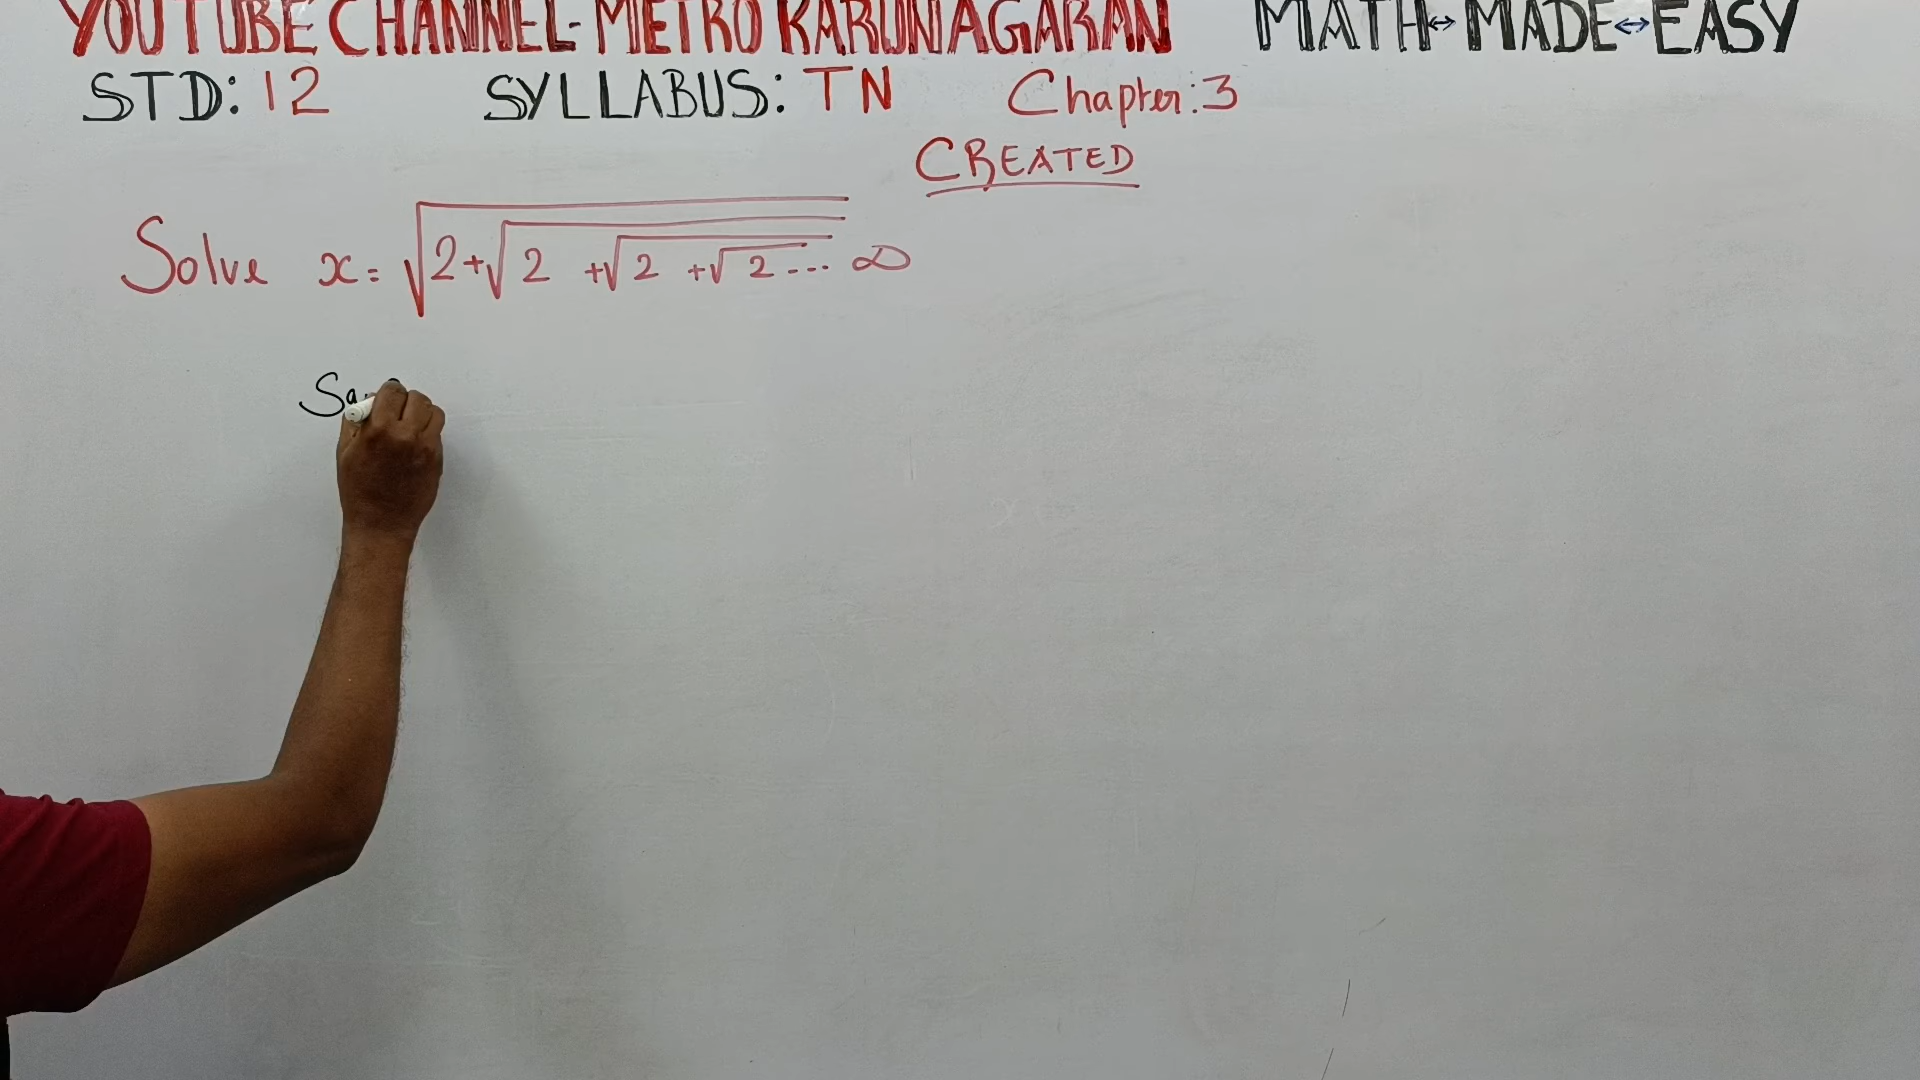 YOUTUBE CHANNEL-METRO KARUNAGARAN MATH↔MADE↔EASY
STD: 12 SYLLABUS: TN Chapter: 3
CREATED
Solve x = √2+√2 +√2 +√2... ∞